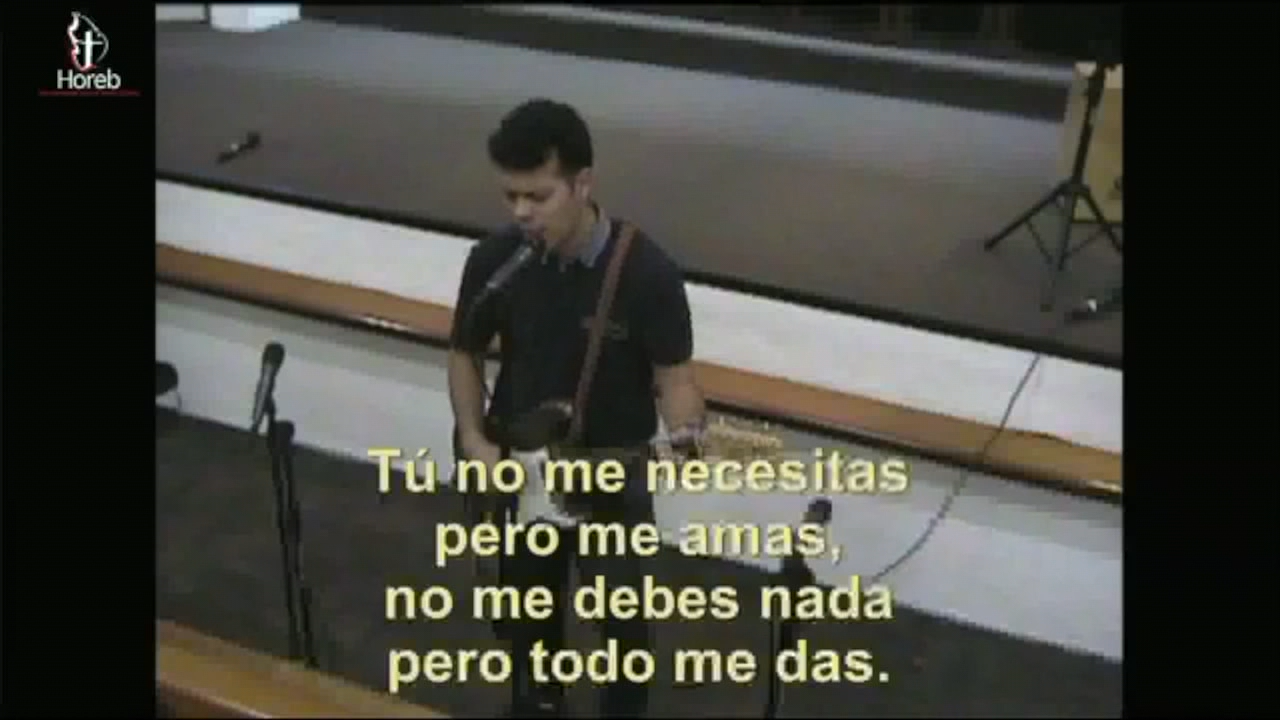 Horeb
Tú no me necesitas
pero me amas,
no me debes nada
pero todo me das.